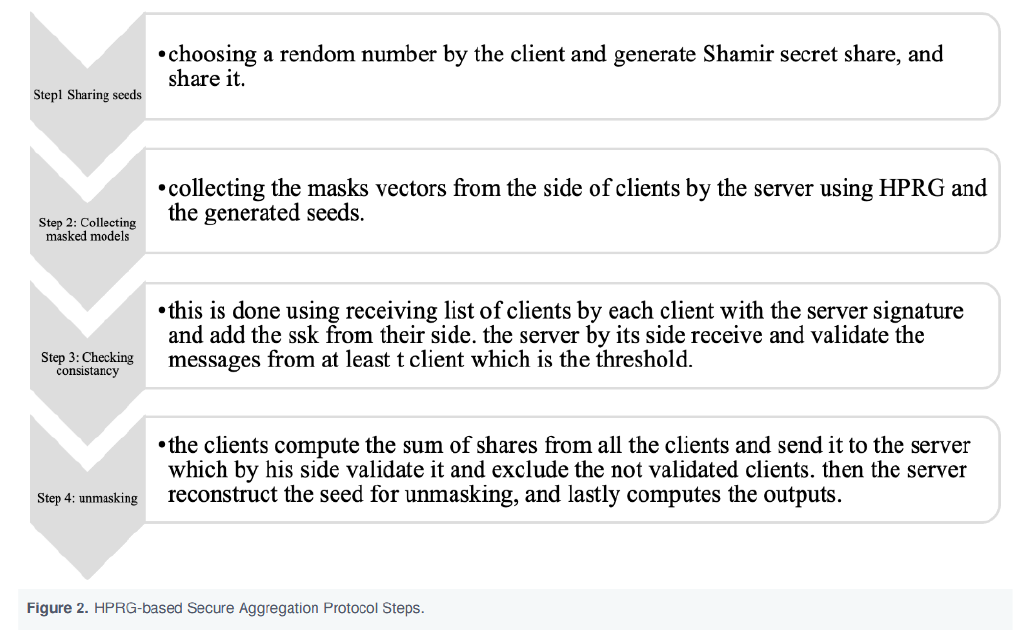 Step1 Sharing seeds
•choosing a rendom number by the client and generate Shamir secret share, and
share it.
Step 2: Collecting
masked models
•collecting the masks vectors from the side of clients by the server using HPRG and
the generated seeds.
Step 3: Checking
consistancy
•this is done using receiving list of clients by each client with the server signature
and add the ssk from their side. the server by its side receive and validate the
messages from at least t client which is the threshold.
Step 4: unmasking
•the clients compute the sum of shares from all the clients and send it to the server
which by his side validate it and exclude the not validated clients. then the server
reconstruct the seed for unmasking, and lastly computes the outputs.
Figure 2. HPRG-based Secure Aggregation Protocol Steps.